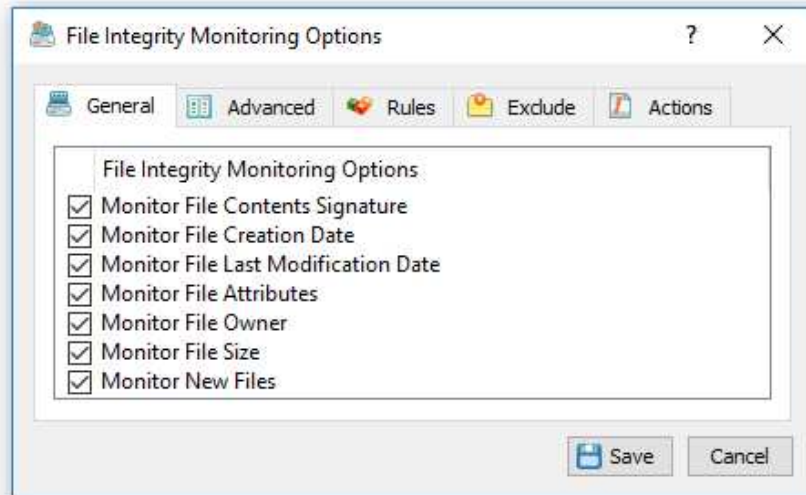 File Integrity Monitoring Options ?
General Advanced Rules Exclude Actions
File Integrity Monitoring Options
Monitor File Contents Signature
Monitor File Creation Date
Monitor File Last Modification Date
Monitor File Attributes
Monitor File Owner
Monitor File Size
Monitor New Files
Save Cancel